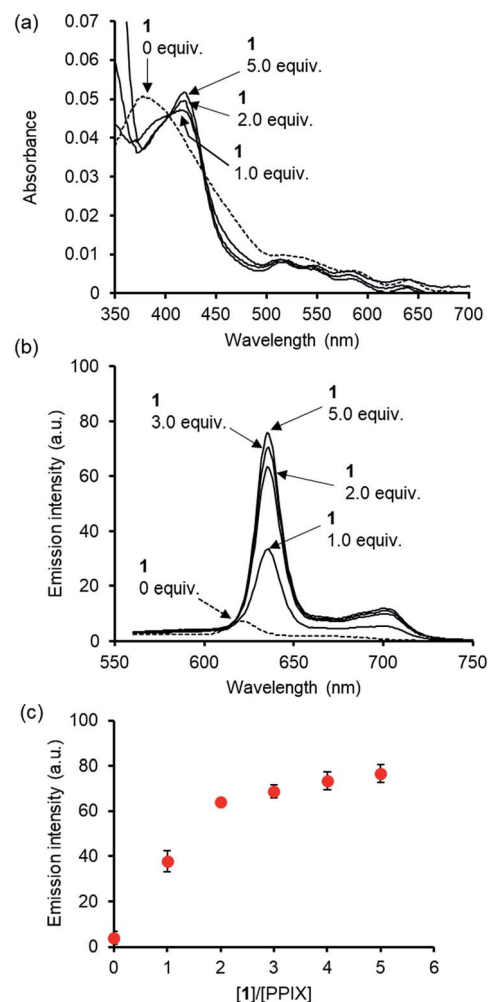 (a)
0.07
0.06
0.05
0.04
0.03
0.02
0.01
0
Absorbance
1
0 equiv.
1
5.0 equiv.
1
2.0 equiv.
1
1.0 equiv.
350 400 450 500 550 600 650 700
Wavelength (nm)
(b)
100
80
60
40
20
0
Emission intensity (a.u.)
1
3.0 equiv.
1
5.0 equiv.
1
2.0 equiv.
1
1.0 equiv.
1
0 equiv.
550 600 650 700 750
Wavelength (nm)
(c)
100
80
60
40
20
0
Emission intensity (a.u.)
0 1 2 3 4 5 6
[1]/[PPIX]